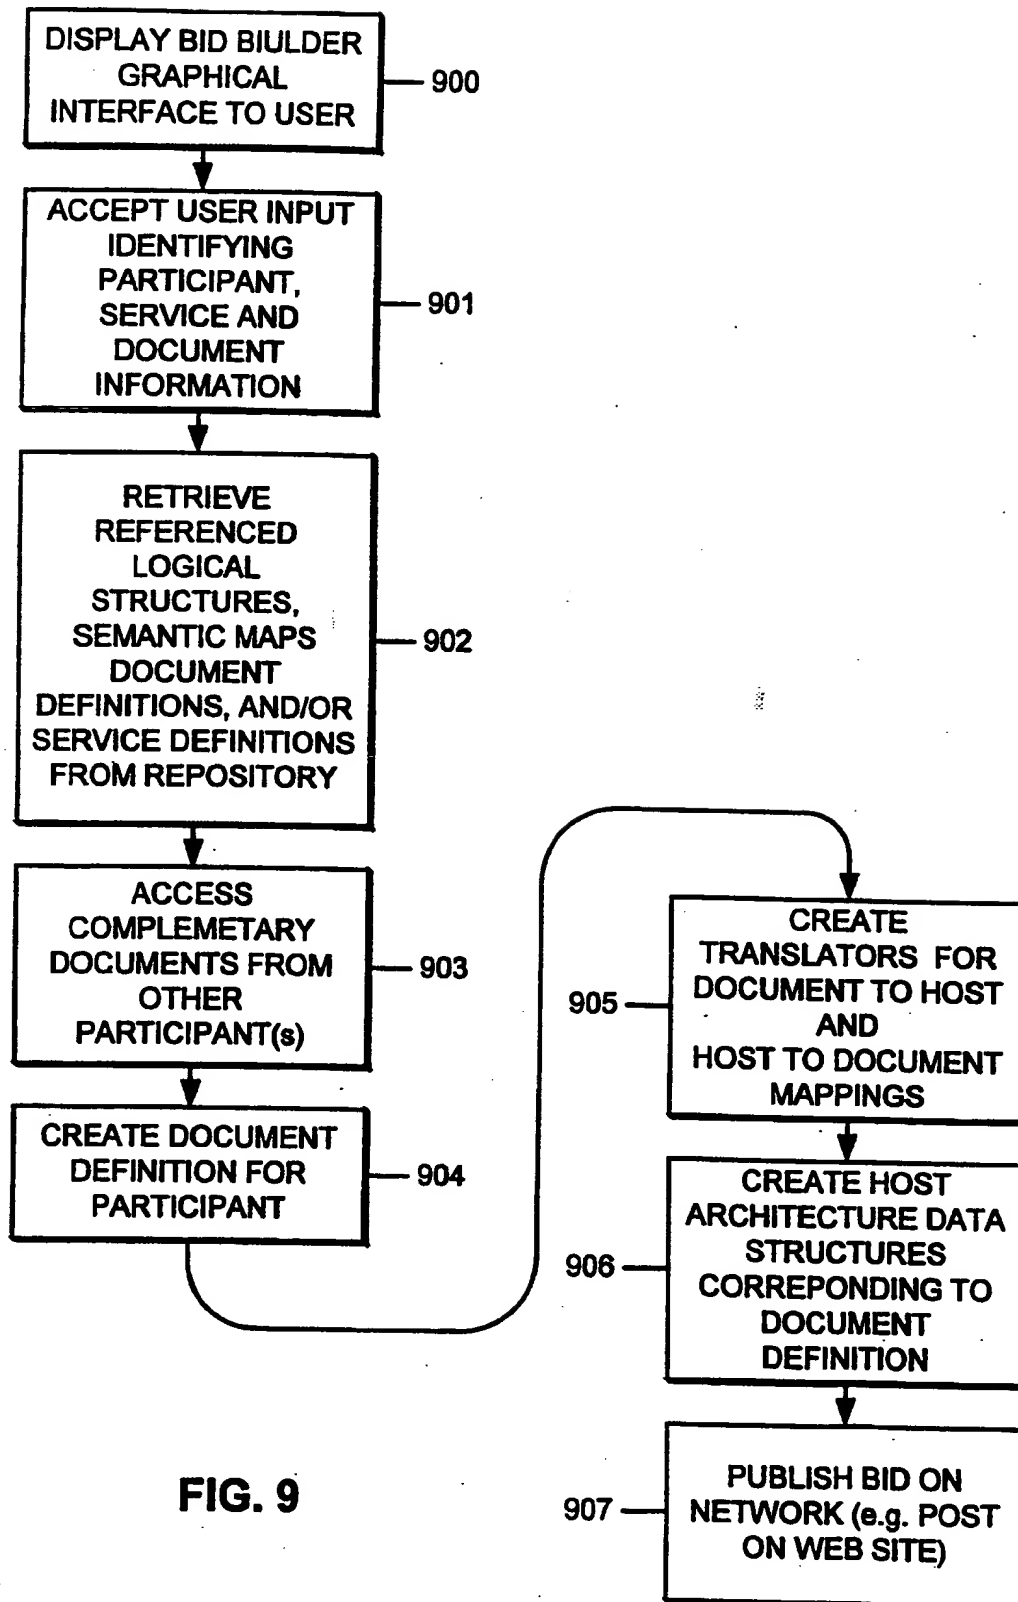 DISPLAY BID BIULDER
GRAPHICAL
INTERFACE TO USER
900
ACCEPT USER INPUT
IDENTIFYING
PARTICIPANT,
SERVICE AND
DOCUMENT
INFORMATION
901
RETRIEVE
REFERENCED
LOGICAL
STRUCTURES,
SEMANTIC MAPS
DOCUMENT
DEFINITIONS, AND/OR
SERVICE DEFINITIONS
FROM REPOSITORY
902
ACCESS
COMPLEMETARY
DOCUMENTS FROM
OTHER
PARTICIPANT(s)
903
CREATE DOCUMENT
DEFINITION FOR
PARTICIPANT
904
CREATE
TRANSLATORS FOR
DOCUMENT TO HOST
AND
HOST TO DOCUMENT
MAPPINGS
905
CREATE HOST
ARCHITECTURE DATA
STRUCTURES
CORREPONDING TO
DOCUMENT
DEFINITION
906
PUBLISH BID ON
NETWORK (e.g. POST
ON WEB SITE)
907
FIG. 9